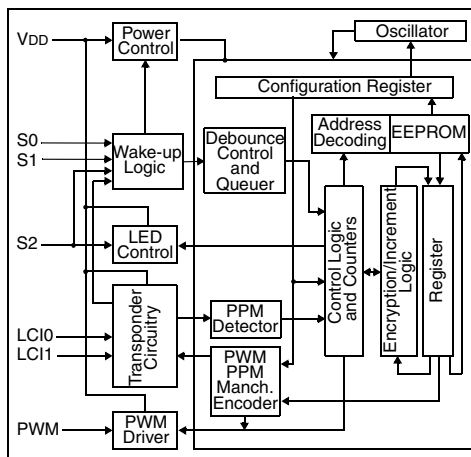 VDD
Power
Control
Oscillator
Configuration Register
S0
S1
Wake-up
Logic
Debounce
Control
and
Queuer
Address
Decoding
EEPROM
S2
LED
Control
Control Logic
and Counters
Encryption/Increment
Logic
Register
LCI0
LCI1
Transponder
Circuitry
PPM
Detector
PWM
PPM
Manch.
Encoder
PWM
PWM
Driver